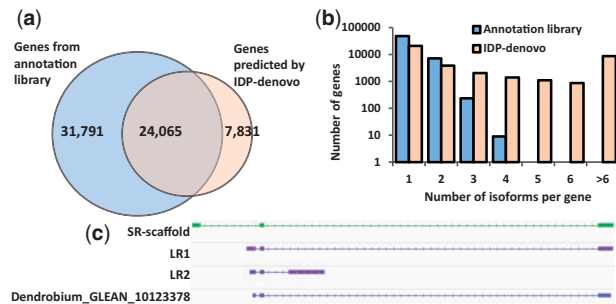 (a)
Genes from
annotation
library
Genes
predicted by
IDP-denovo
31,791
24,065
7,831
(b)
Number of genes
100000
10000
1000
100
10
1
Annotation library
IDP-denovo
1 2 3 4 5 6 >6
Number of isoforms per gene
(c)
SR-scaffold
LR1
LR2
Dendrobium_GLEAN_10123378